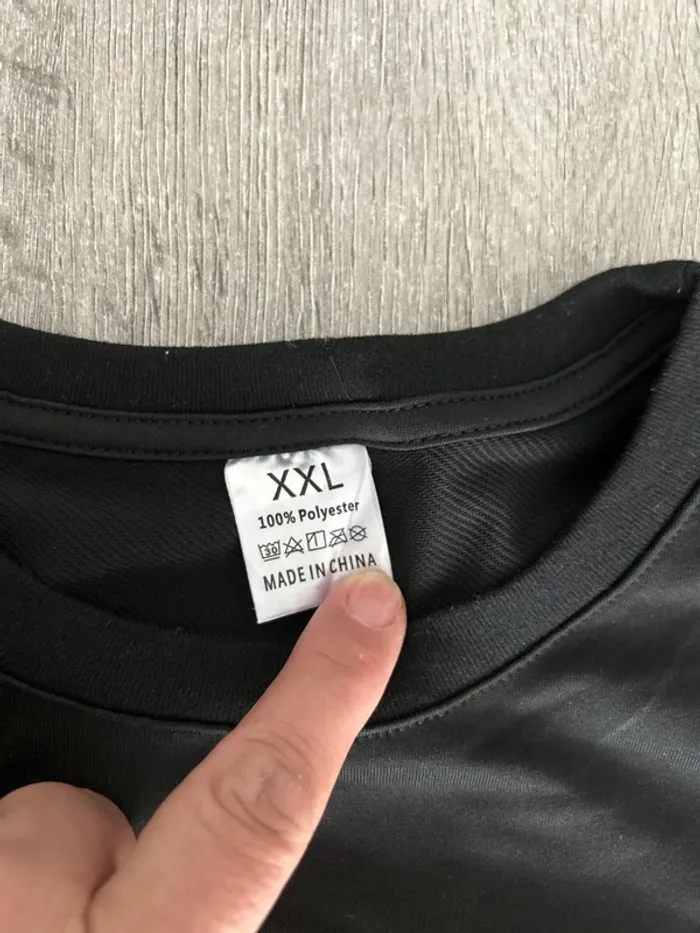 XXL
100% Polyester
30
MADE IN CHINA